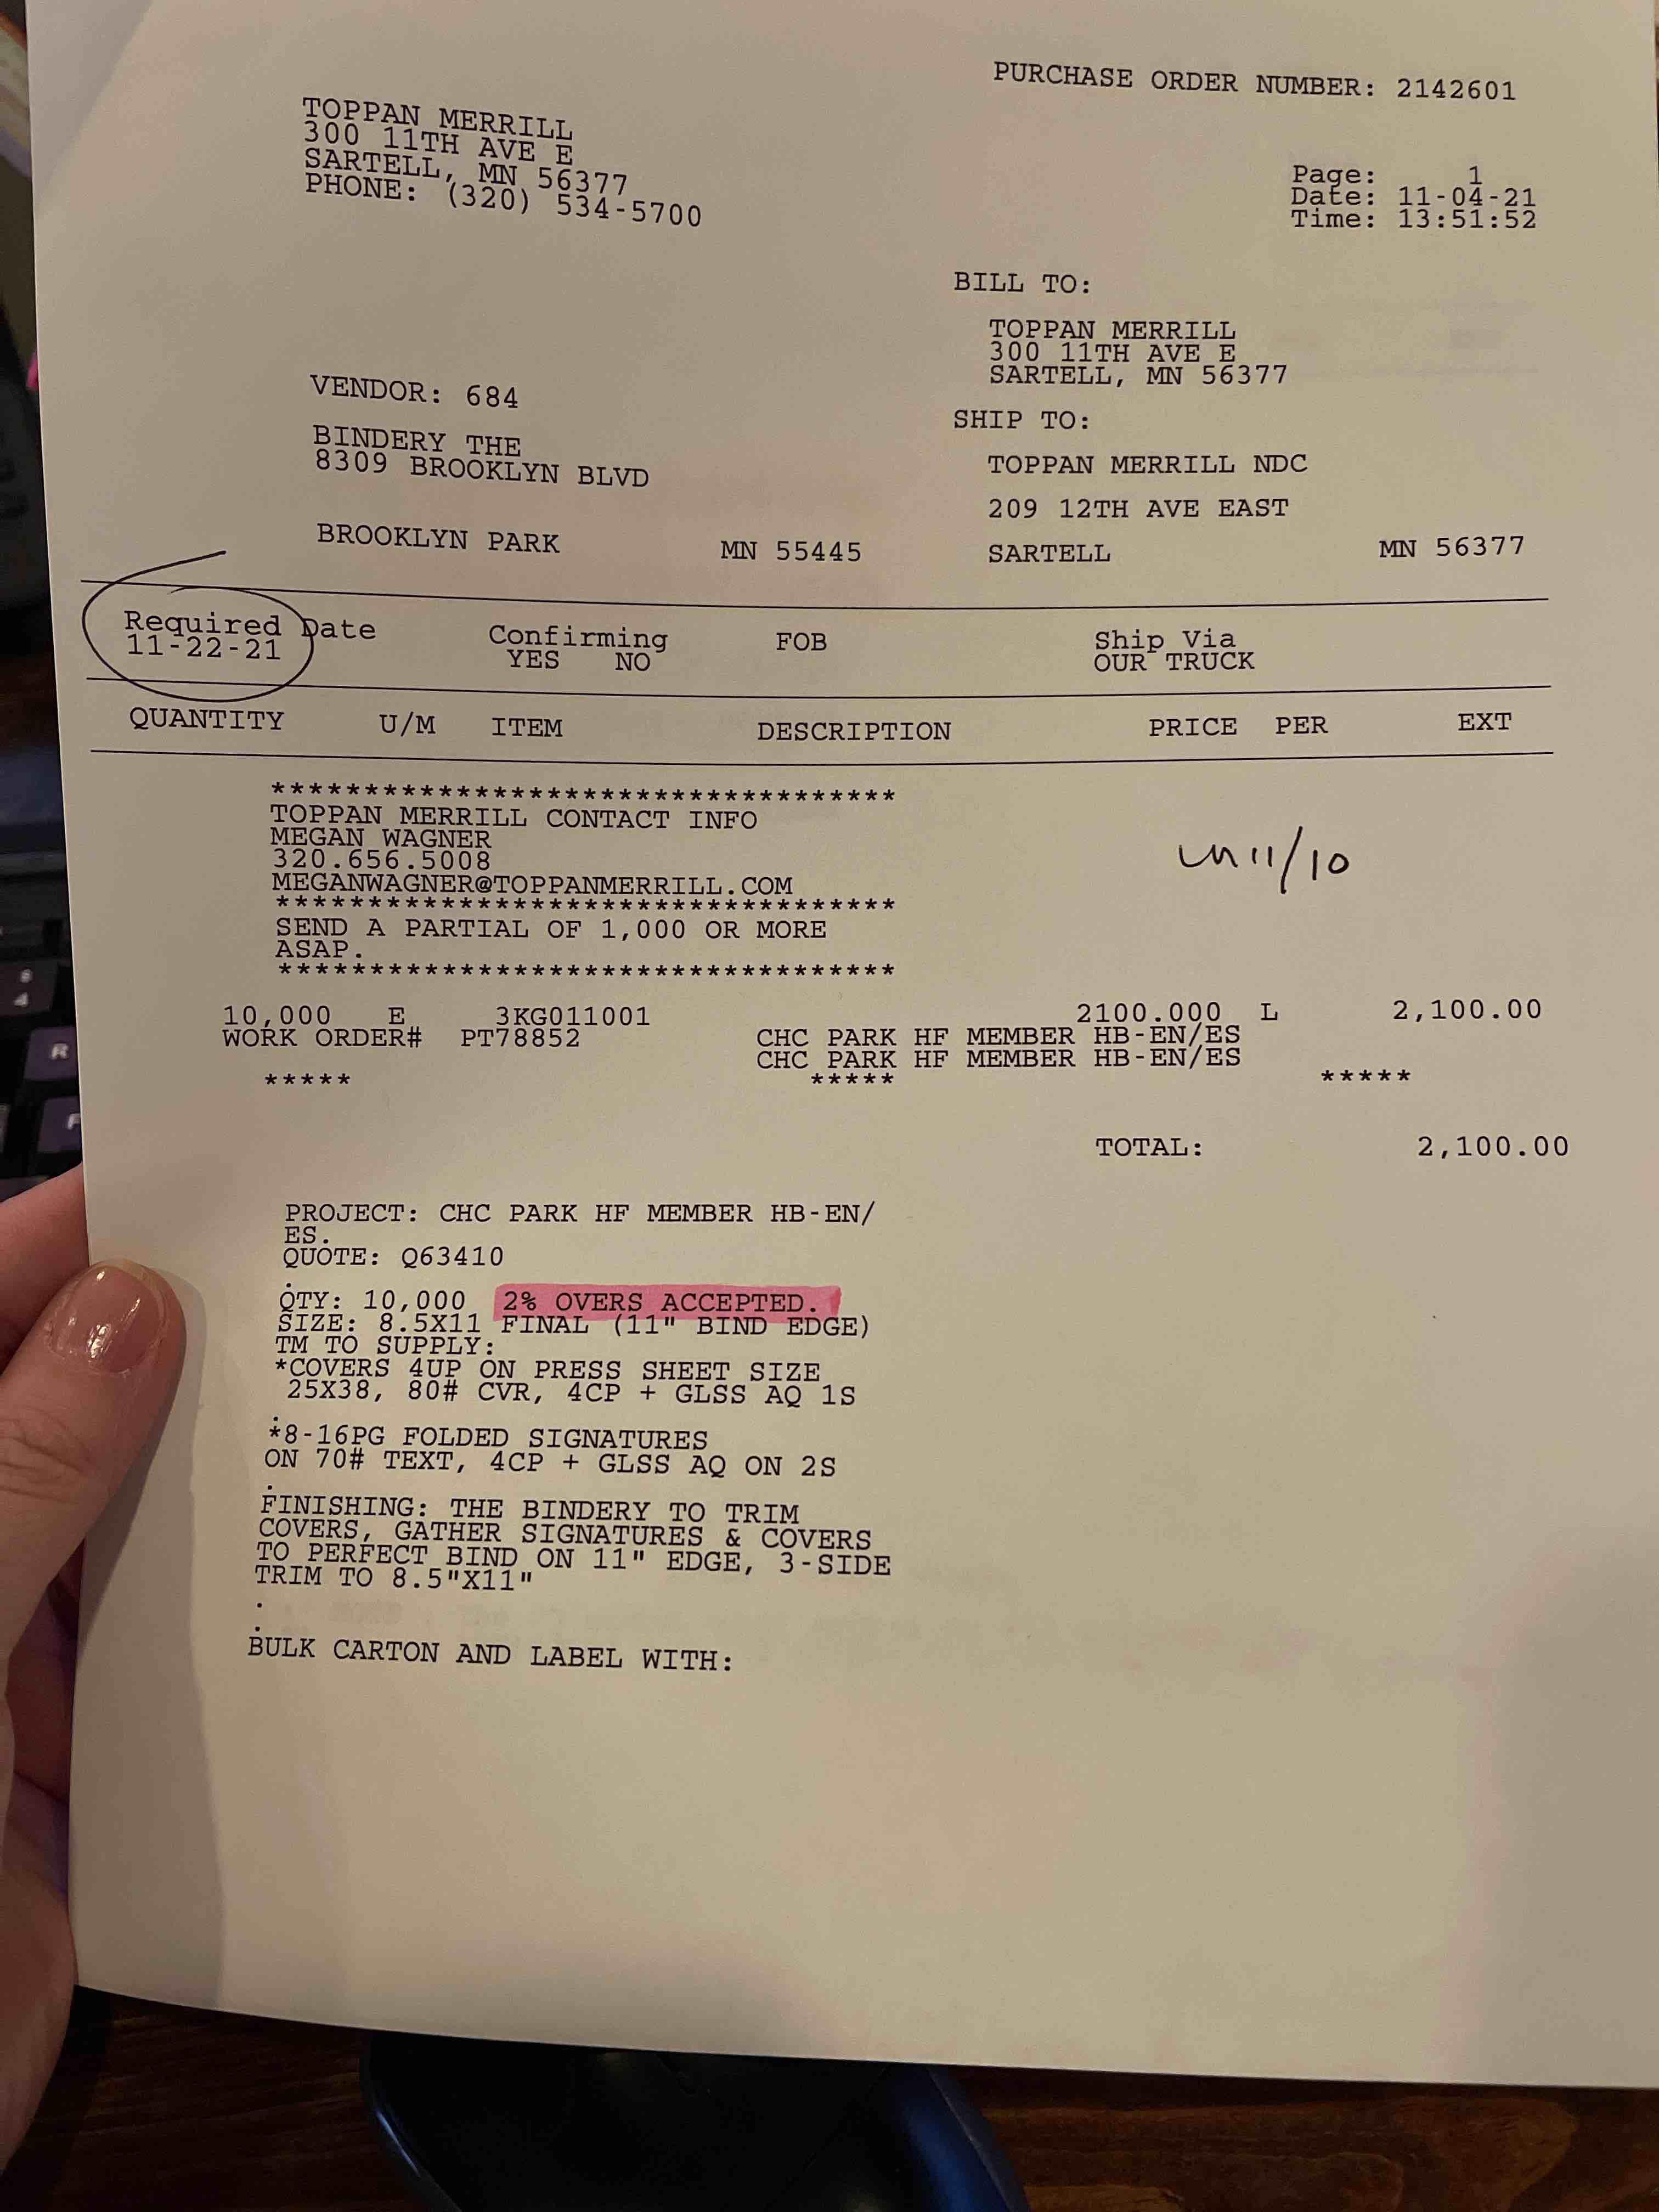 PURCHASE ORDER NUMBER: 2142601
TOPPAN MERRILL
300 11TH AVE E
SARTELL, MN 56377
PHONE: (320) 534-5700
Page: 1
Date: 11-04-21
Time: 13:51:52
BILL TO:
TOPPAN MERRILL
300 11TH AVE E
SARTELL, MN 56377
VENDOR: 684
BINDERY THE
8309 BROOKLYN BLVD
BROOKLYN PARK MN 55445
SHIP TO:
TOPPAN MERRILL NDC
209 12TH AVE EAST
SARTELL MN 56377
Required Date Confirming FOB Ship Via
11-22-21 YES NO OUR TRUCK
QUANTITY U/M ITEM DESCRIPTION PRICE PER EXT
***********************************
TOPPAN MERRILL CONTACT INFO
MEGAN WAGNER
320.656.5008
MEGANWAGNER@TOPPANMERRILL.COM
***********************************
SEND A PARTIAL OF 1,000 OR MORE
ASAP.
***********************************
11/10
10,000 E 3KG011001 2100.000 L 2,100.00
WORK ORDER# PT78852 CHC PARK HF MEMBER HB-EN/ES
CHC PARK HF MEMBER HB-EN/ES
***** ***** *****
TOTAL: 2,100.00
PROJECT: CHC PARK HF MEMBER HB-EN/
ES.
QUOTE: Q63410
.
QTY: 10,000 2% OVERS ACCEPTED.
SIZE: 8.5X11 FINAL (11" BIND EDGE)
TM TO SUPPLY:
*COVERS 4UP ON PRESS SHEET SIZE
25X38, 80# CVR, 4CP + GLSS AQ 1S
.
*8-16PG FOLDED SIGNATURES
ON 70# TEXT, 4CP + GLSS AQ ON 2S
.
FINISHING: THE BINDERY TO TRIM
COVERS, GATHER SIGNATURES & COVERS
TO PERFECT BIND ON 11" EDGE, 3-SIDE
TRIM TO 8.5"X11"
.
.
BULK CARTON AND LABEL WITH: